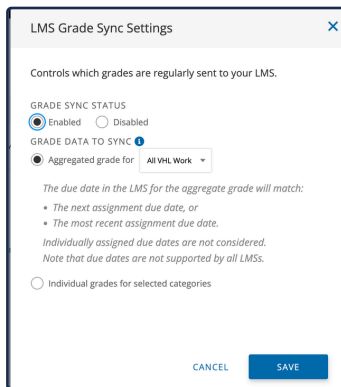 LMS Grade Sync Settings
Controls which grades are regularly sent to your LMS.
GRADE SYNC STATUS
Enabled Disabled
GRADE DATA TO SYNC
Aggregated grade for All VHL Work
The due date in the LMS for the aggregate grade will match:
• The next assignment due date, or
• The most recent assignment due date.
Individually assigned due dates are not considered.
Note that due dates are not supported by all LMSs.
Individual grades for selected categories
CANCEL SAVE